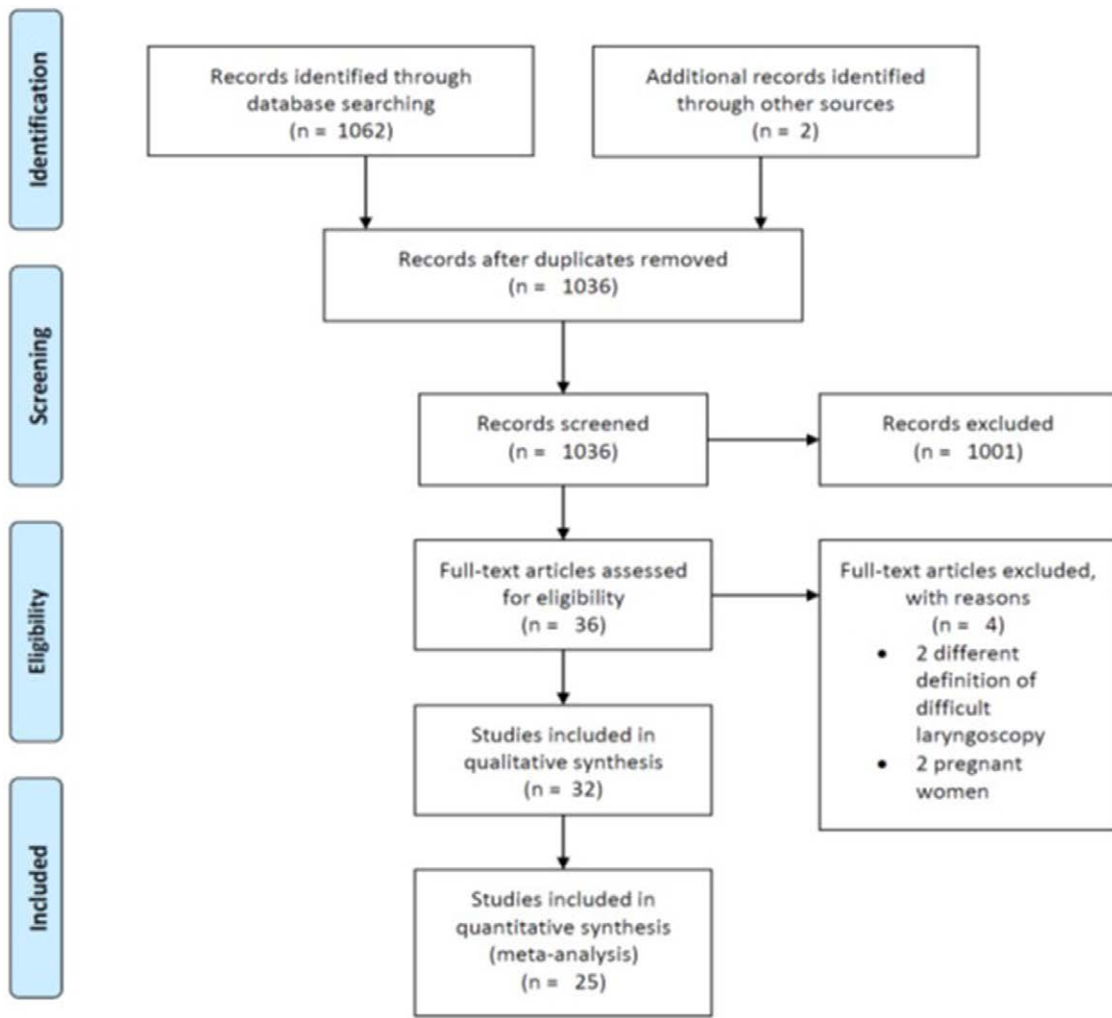 Identification
Records identified through
database searching
(n = 1062)
Additional records identified
through other sources
(n = 2)
Records after duplicates removed
(n = 1036)
Screening
Records screened
(n = 1036)
Records excluded
(n = 1001)
Eligibility
Full-text articles assessed
for eligibility
(n = 36)
Full-text articles excluded,
with reasons
(n = 4)
• 2 different
definition of
difficult
laryngoscopy
• 2 pregnant
women
Studies included in
qualitative synthesis
(n = 32)
Included
Studies included in
quantitative synthesis
(meta-analysis)
(n = 25)